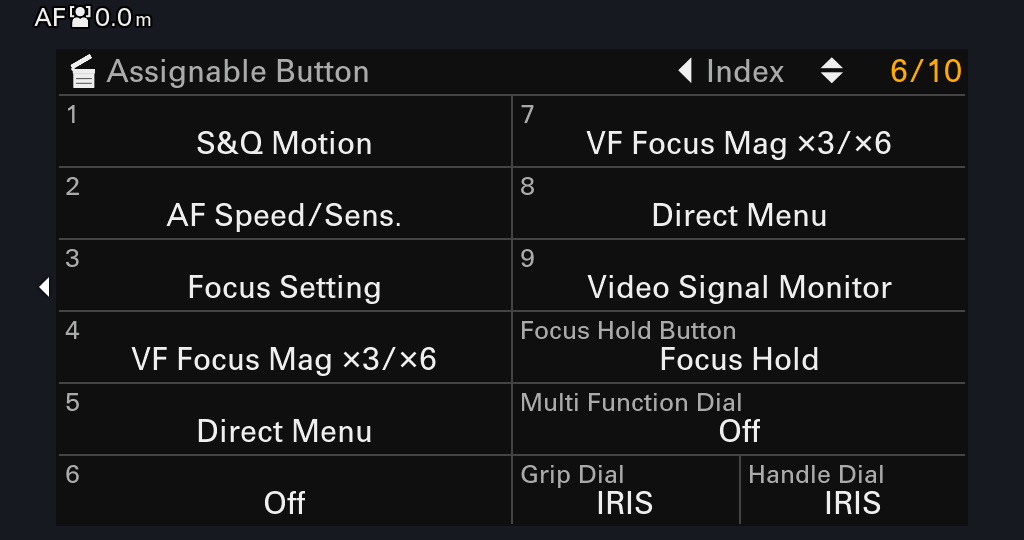 AF 0.0m
Assignable Button Index 6/10
1
S&Q Motion
2
AF Speed/Sens.
3
Focus Setting
4
VF Focus Mag ×3/×6
5
Direct Menu
6
Off
7
VF Focus Mag ×3/×6
8
Direct Menu
9
Video Signal Monitor
Focus Hold Button
Focus Hold
Multi Function Dial
Off
Grip Dial
IRIS
Handle Dial
IRIS